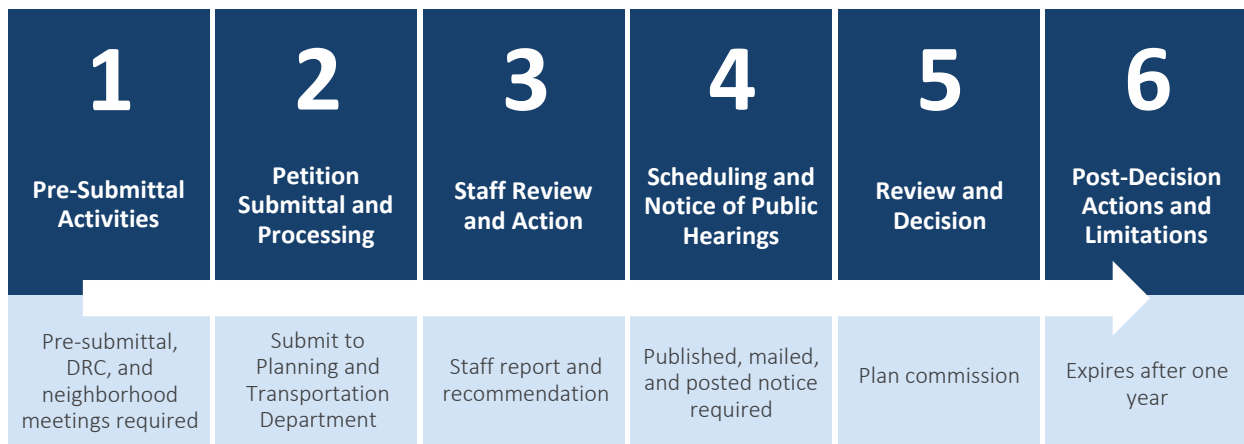 1
Pre-Submittal
Activities
Pre-submittal,
DRC, and
neighborhood
meetings required
2
Petition
Submittal and
Processing
Submit to
Planning and
Transportation
Department
3
Staff Review
and Action
Staff report and
recommendation
4
Scheduling and
Notice of Public
Hearings
Published, mailed,
and posted notice
required
5
Review and
Decision
Plan commission
6
Post-Decision
Actions and
Limitations
Expires after one
year